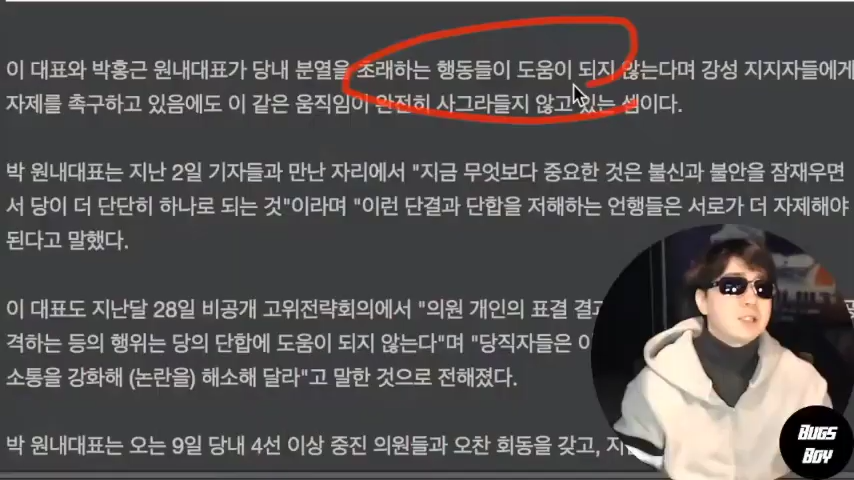 이 대표와 박홍근 원내대표가 당내 분열을 초래하는 행동들이 도움이 되지 않는다며 강성 지지자들에게
자제를 촉구하고 있음에도 이 같은 움직임이 완전히 사그라들지 않고 있는 셈이다.
박 원내대표는 지난 2일 기자들과 만난 자리에서 "지금 무엇보다 중요한 것은 불신과 불안을 잠재우면
서 당이 더 단단히 하나로 되는 것"이라며 "이런 단결과 단합을 저해하는 언행들은 서로가 더 자제해야
된다고 말했다.
이 대표도 지난달 28일 비공개 고위전략회의에서 "의원 개인의 표결
격하는 등의 행위는 당의 단합에 도움이 되지 않는다"며 "당직자들은
소통을 강화해 (논란을) 해소해 달라"고 말한 것으로 전해졌다.
박 원내대표는 오는 9일 당내 4선 이상 중진 의원들과 오찬 회동을 갖고,
BUGS
BOY